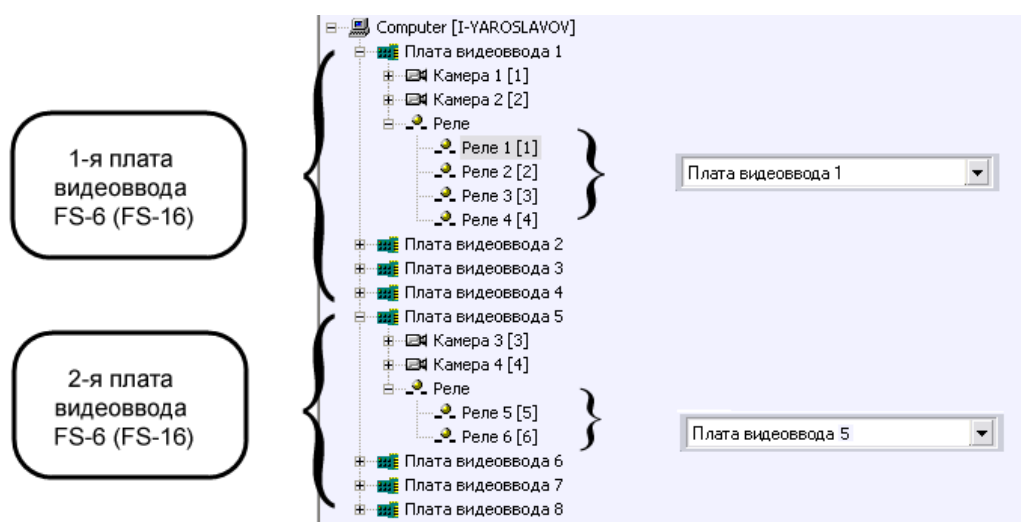 Computer [I-YAROSLAVOV]
Плата видеоввода 1
Камера 1 [1]
Камера 2 [2]
Реле
Реле 1 [1]
Реле 2 [2]
Реле 3 [3]
Реле 4 [4]
Плата видеоввода 2
Плата видеоввода 3
Плата видеоввода 4
Плата видеоввода 5
Камера 3 [3]
Камера 4 [4]
Реле
Реле 5 [5]
Реле 6 [6]
Плата видеоввода 6
Плата видеоввода 7
Плата видеоввода 8
1-я плата
видеоввода
FS-6 (FS-16)
2-я плата
видеоввода
FS-6 (FS-16)
Плата видеоввода 1
Плата видеоввода 5